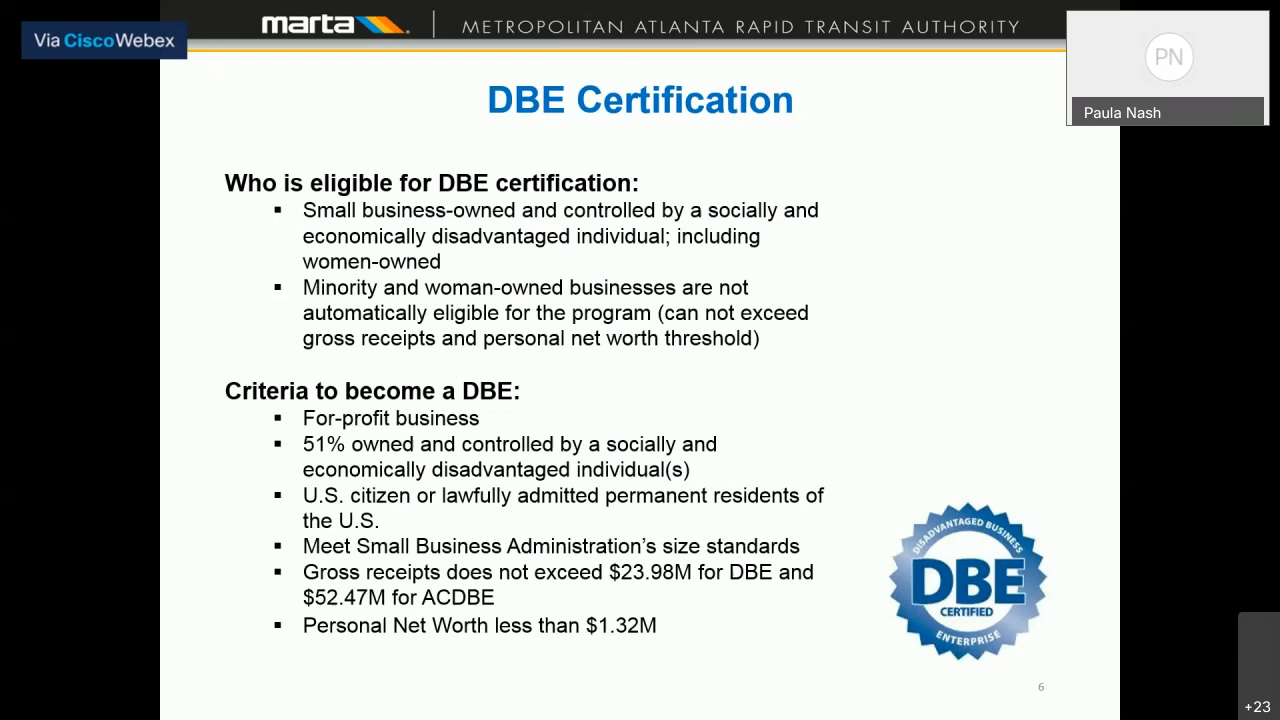 marta
METROPOLITAN ATLANTA RAPID TRANSIT AUTHORITY
Via CiscoWebex
PN
Paula Nash
DBE Certification
Who is eligible for DBE certification:
▪ Small business-owned and controlled by a socially and
economically disadvantaged individual; including
women-owned
▪ Minority and woman-owned businesses are not
automatically eligible for the program (can not exceed
gross receipts and personal net worth threshold)
Criteria to become a DBE:
▪ For-profit business
▪ 51% owned and controlled by a socially and
economically disadvantaged individual(s)
▪ U.S. citizen or lawfully admitted permanent residents of
the U.S.
▪ Meet Small Business Administration’s size standards
▪ Gross receipts does not exceed $23.98M for DBE and
$52.47M for ACDBE
▪ Personal Net Worth less than $1.32M
DISADVANTAGED BUSINESS
DBE
CERTIFIED
ENTERPRISE
6
+23